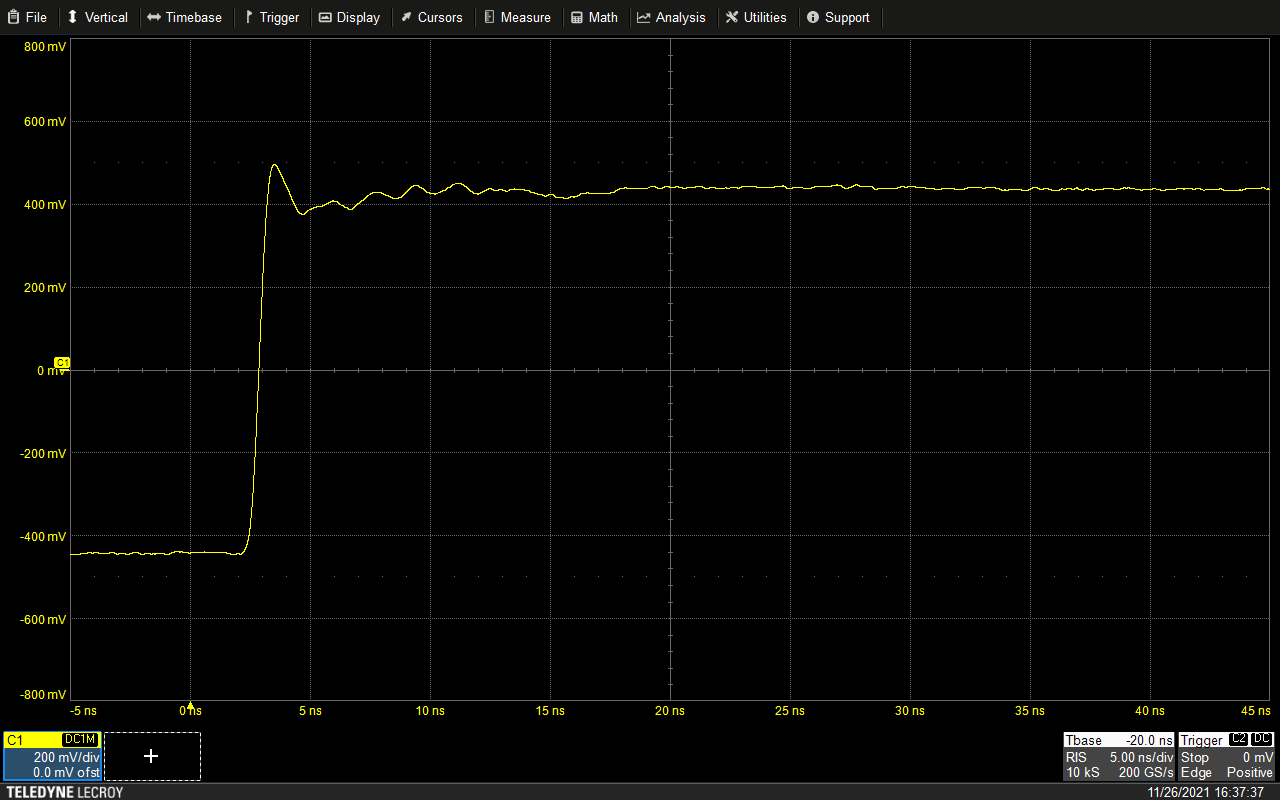 File Vertical Timebase Trigger Display Cursors Measure Math Analysis Utilities Support
800 mV
600 mV
400 mV
200 mV
C1
0 mV
-200 mV
-400 mV
-600 mV
-800 mV
-5 ns 0 ns 5 ns 10 ns 15 ns 20 ns 25 ns 30 ns 35 ns 40 ns 45 ns
C1 DC1M
200 mV/div
0.0 mV ofst
+
Tbase -20.0 ns
RIS 5.00 ns/div
10 kS 200 GS/s
Trigger C2 DC
Stop 0 mV
Edge Positive
TELEDYNE LECROY
11/26/2021 16:37:37